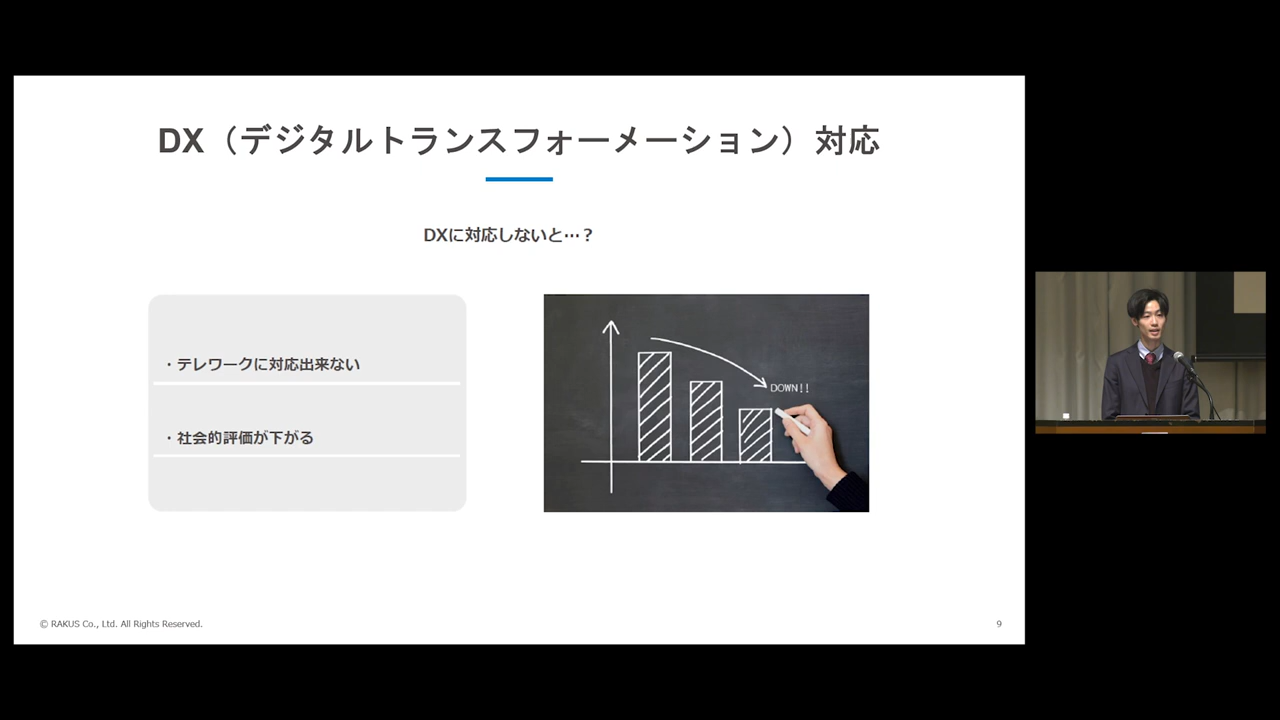 DX（デジタルトランスフォーメーション）対応
DXに対応しないと…？
・テレワークに対応出来ない
・社会的評価が下がる
DOWN!!
© RAKUS Co., Ltd. All Rights Reserved.
9